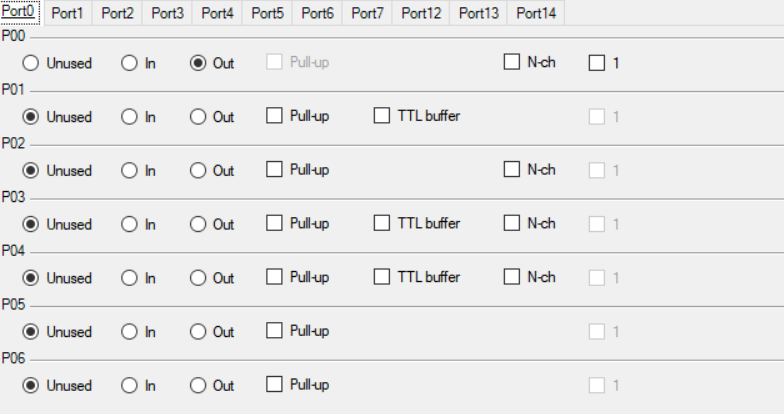 Port0 Port1 Port2 Port3 Port4 Port5 Port6 Port7 Port12 Port13 Port14
P00
Unused In Out Pull-up N-ch 1
P01
Unused In Out Pull-up TTL buffer 1
P02
Unused In Out Pull-up N-ch 1
P03
Unused In Out Pull-up TTL buffer N-ch 1
P04
Unused In Out Pull-up TTL buffer N-ch 1
P05
Unused In Out Pull-up 1
P06
Unused In Out Pull-up 1